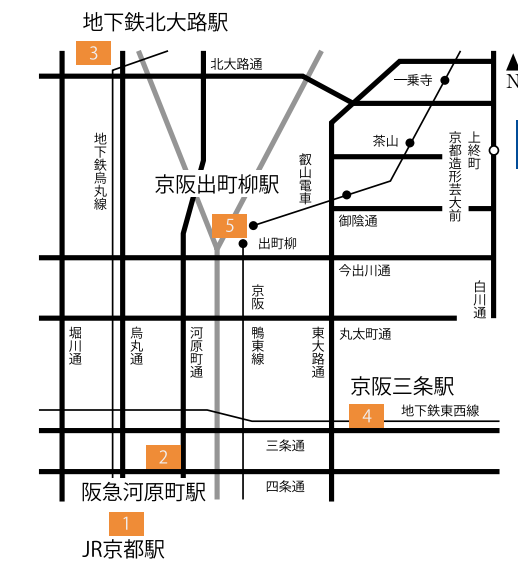 地下鉄北大路駅
3
北大路通
一乗寺
N
地下鉄烏丸線
茶山
京都造形芸大前
上終町
叡山電車
京阪出町柳駅
5
御陰通
出町柳
今出川通
京阪
白川通
堀川通
烏丸通
河原町通
鴨東線
東大路通
丸太町通
京阪三条駅
4
地下鉄東西線
三条通
2
阪急河原町駅
四条通
1
JR京都駅